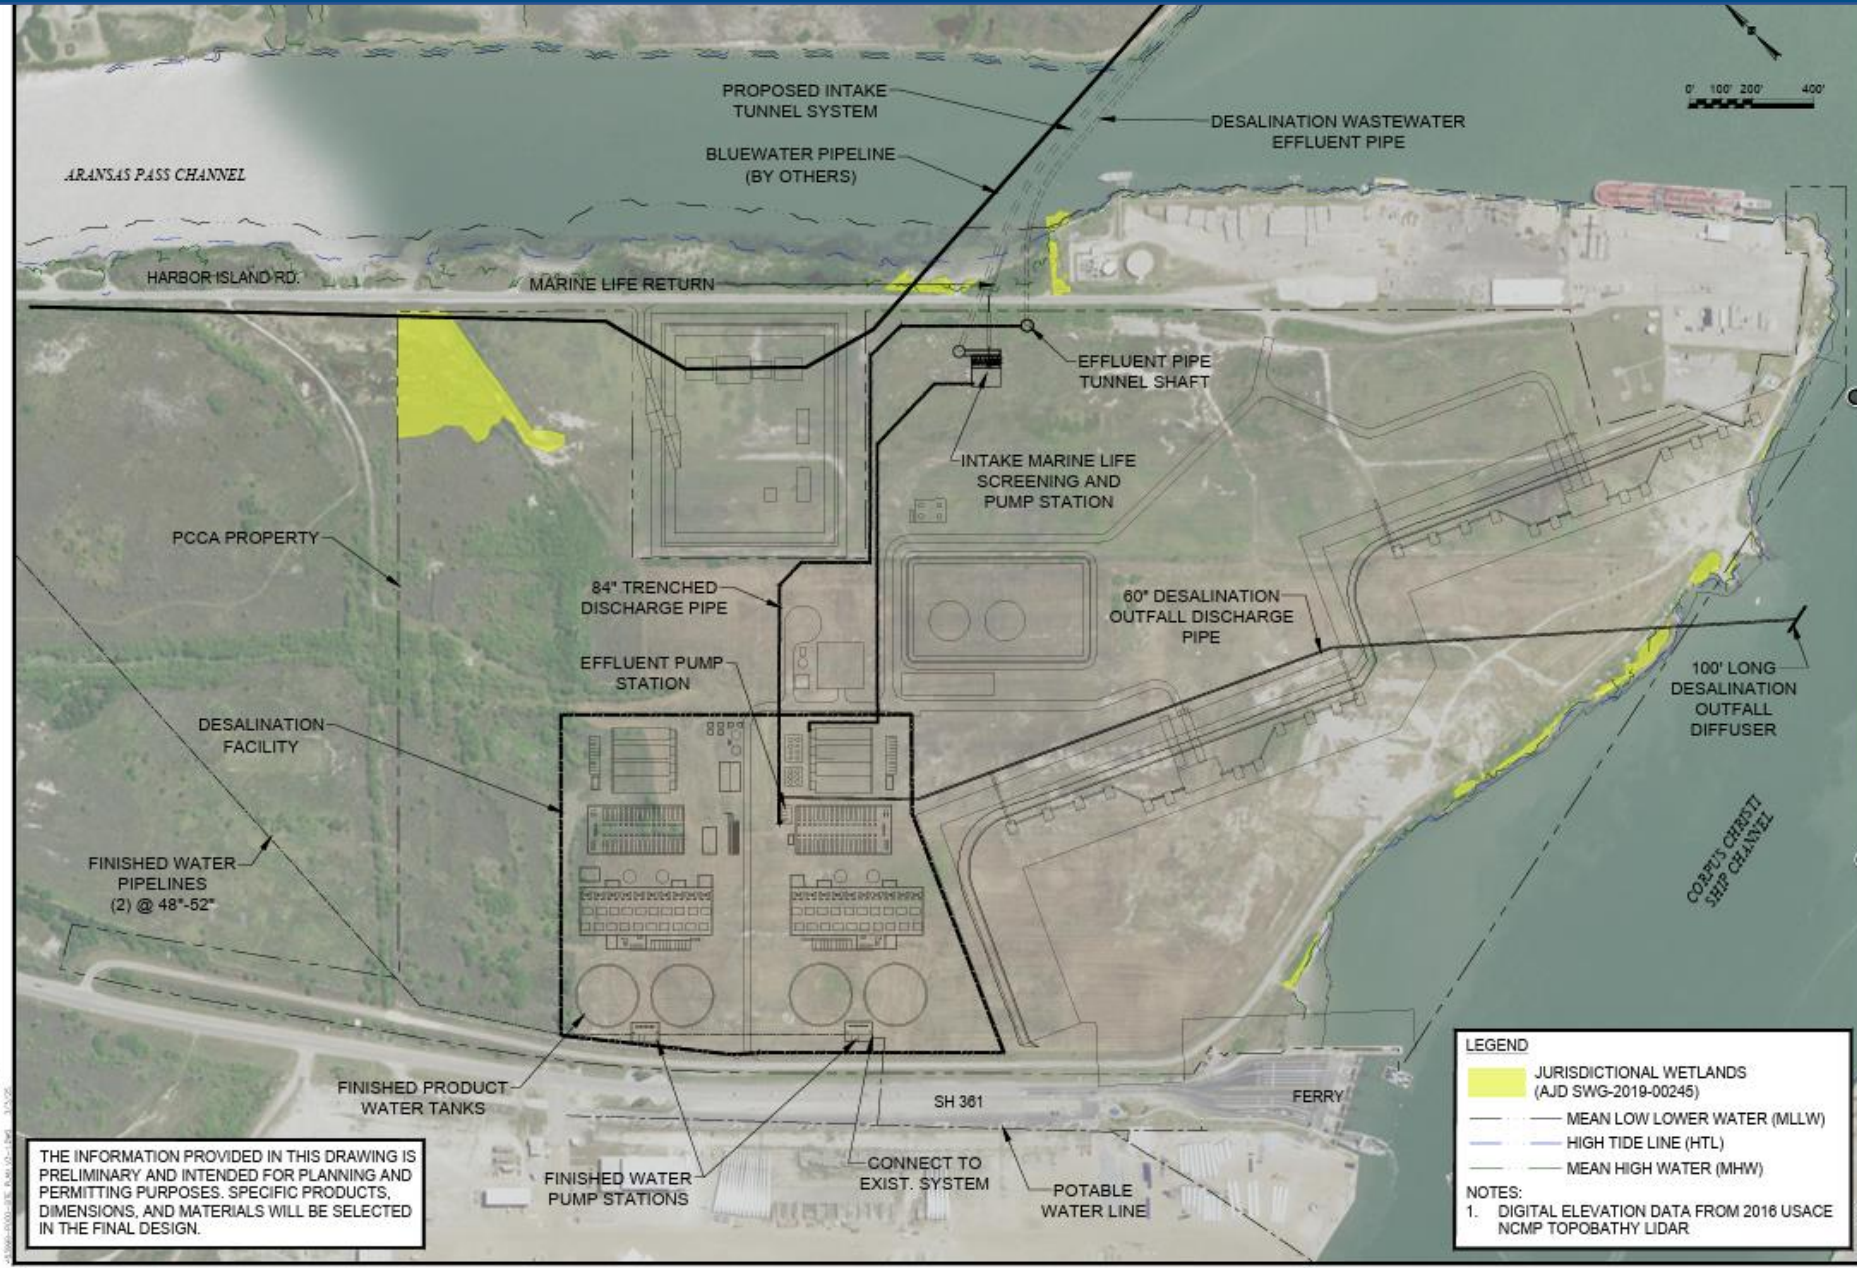 0' 100' 200' 400'
PROPOSED INTAKE
TUNNEL SYSTEM
DESALINATION WASTEWATER
EFFLUENT PIPE
BLUEWATER PIPELINE
(BY OTHERS)
ARANSAS PASS CHANNEL
HARBOR ISLAND RD.
MARINE LIFE RETURN
EFFLUENT PIPE
TUNNEL SHAFT
INTAKE MARINE LIFE
SCREENING AND
PUMP STATION
PCCA PROPERTY
84" TRENCHED
DISCHARGE PIPE
60" DESALINATION
OUTFALL DISCHARGE
PIPE
EFFLUENT PUMP
STATION
100' LONG
DESALINATION
OUTFALL
DIFFUSER
DESALINATION
FACILITY
FINISHED WATER
PIPELINES
(2) @ 48"-52"
CORPUS CHRISTI
SHIP CHANNEL
FINISHED PRODUCT
WATER TANKS
SH 361
FERRY
FINISHED WATER
PUMP STATIONS
CONNECT TO
EXIST. SYSTEM
POTABLE
WATER LINE
THE INFORMATION PROVIDED IN THIS DRAWING IS
PRELIMINARY AND INTENDED FOR PLANNING AND
PERMITTING PURPOSES. SPECIFIC PRODUCTS,
DIMENSIONS, AND MATERIALS WILL BE SELECTED
IN THE FINAL DESIGN.
LEGEND
JURISDICTIONAL WETLANDS
(AJD SWG-2019-00245)
MEAN LOW LOWER WATER (MLLW)
HIGH TIDE LINE (HTL)
MEAN HIGH WATER (MHW)
NOTES:
1. DIGITAL ELEVATION DATA FROM 2016 USACE
NCMP TOPOBATHY LIDAR